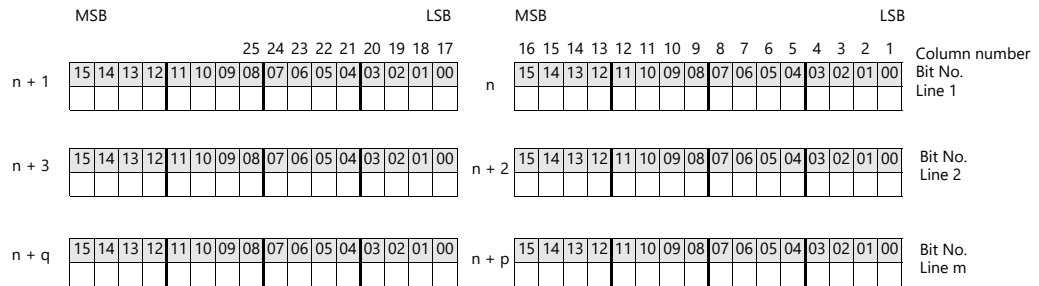 MSB LSB MSB LSB
25 24 23 22 21 20 19 18 17 16 15 14 13 12 11 10 9 8 7 6 5 4 3 2 1 Column number
n + 1 15 14 13 12 11 10 09 08 07 06 05 04 03 02 01 00 n 15 14 13 12 11 10 09 08 07 06 05 04 03 02 01 00 Bit No.
Line 1
n + 3 15 14 13 12 11 10 09 08 07 06 05 04 03 02 01 00 n + 2 15 14 13 12 11 10 09 08 07 06 05 04 03 02 01 00 Bit No.
Line 2
n + q 15 14 13 12 11 10 09 08 07 06 05 04 03 02 01 00 n + p 15 14 13 12 11 10 09 08 07 06 05 04 03 02 01 00 Bit No.
Line m